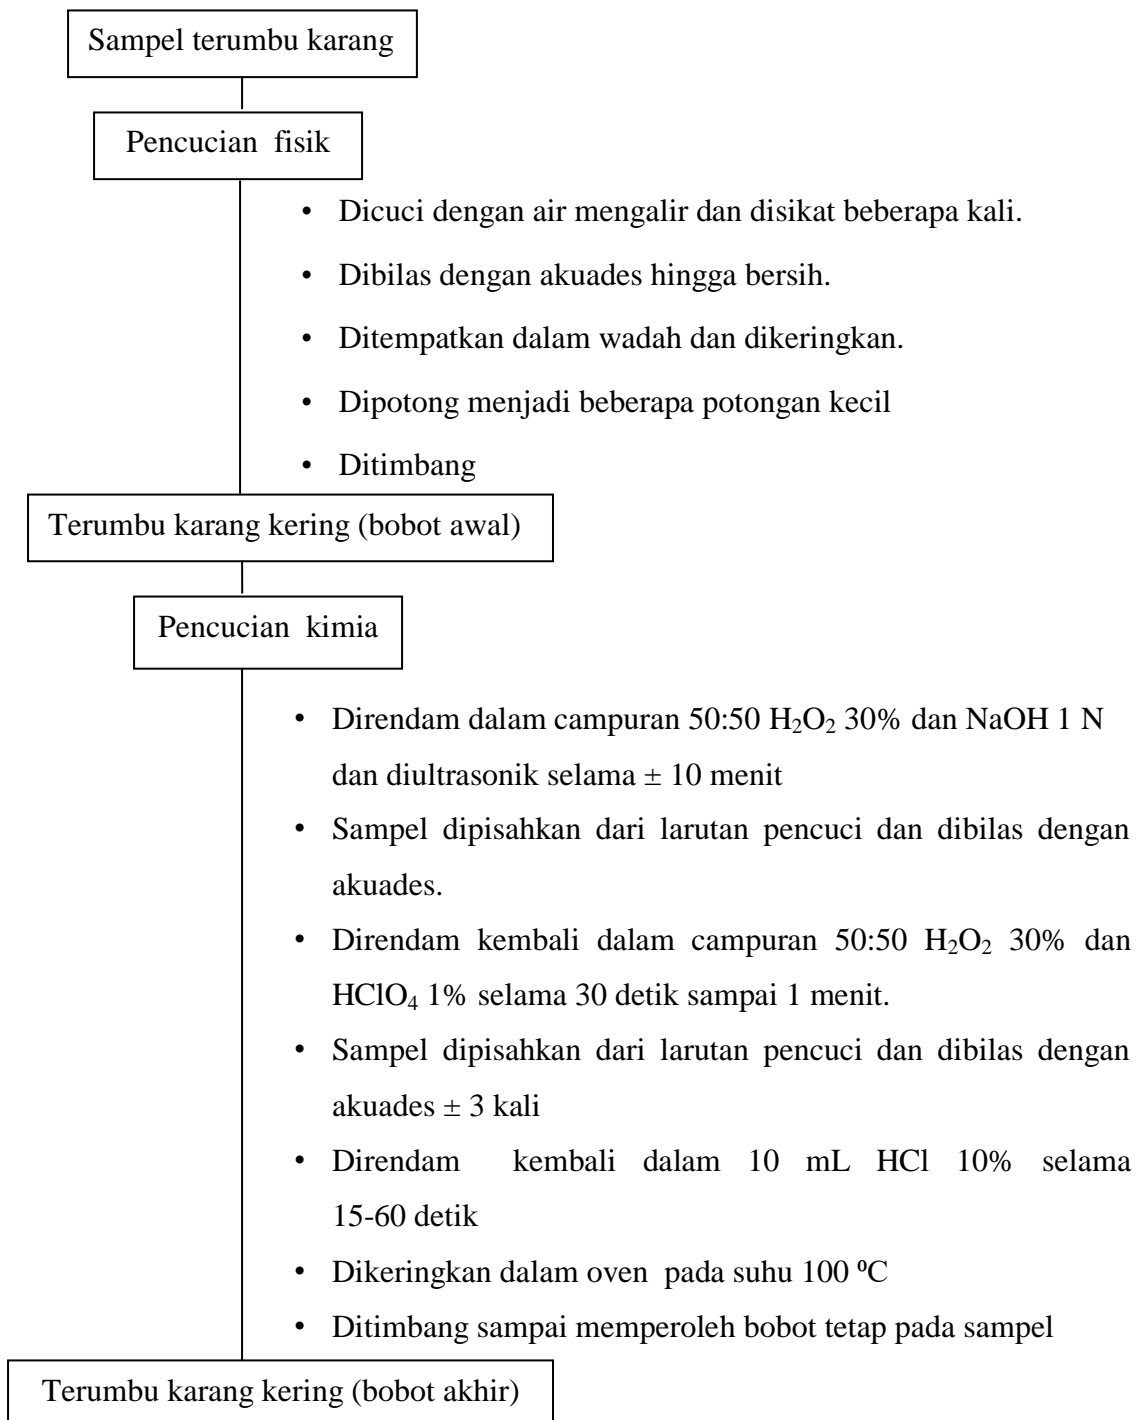 Sampel terumbu karang
Pencucian fisik
• Dicuci dengan air mengalir dan disikat beberapa kali.
• Dibilas dengan akuades hingga bersih.
• Ditempatkan dalam wadah dan dikeringkan.
• Dipotong menjadi beberapa potongan kecil
• Ditimbang
Terumbu karang kering (bobot awal)
Pencucian kimia
• Direndam dalam campuran 50:50 H₂O₂ 30% dan NaOH 1 N
dan diultrasonik selama ± 10 menit
• Sampel dipisahkan dari larutan pencuci dan dibilas dengan
akuades.
• Direndam kembali dalam campuran 50:50 H₂O₂ 30% dan
HClO₄ 1% selama 30 detik sampai 1 menit.
• Sampel dipisahkan dari larutan pencuci dan dibilas dengan
akuades ± 3 kali
• Direndam kembali dalam 10 mL HCl 10% selama
15-60 detik
• Dikeringkan dalam oven pada suhu 100 ⁰C
• Ditimbang sampai memperoleh bobot tetap pada sampel
Terumbu karang kering (bobot akhir)